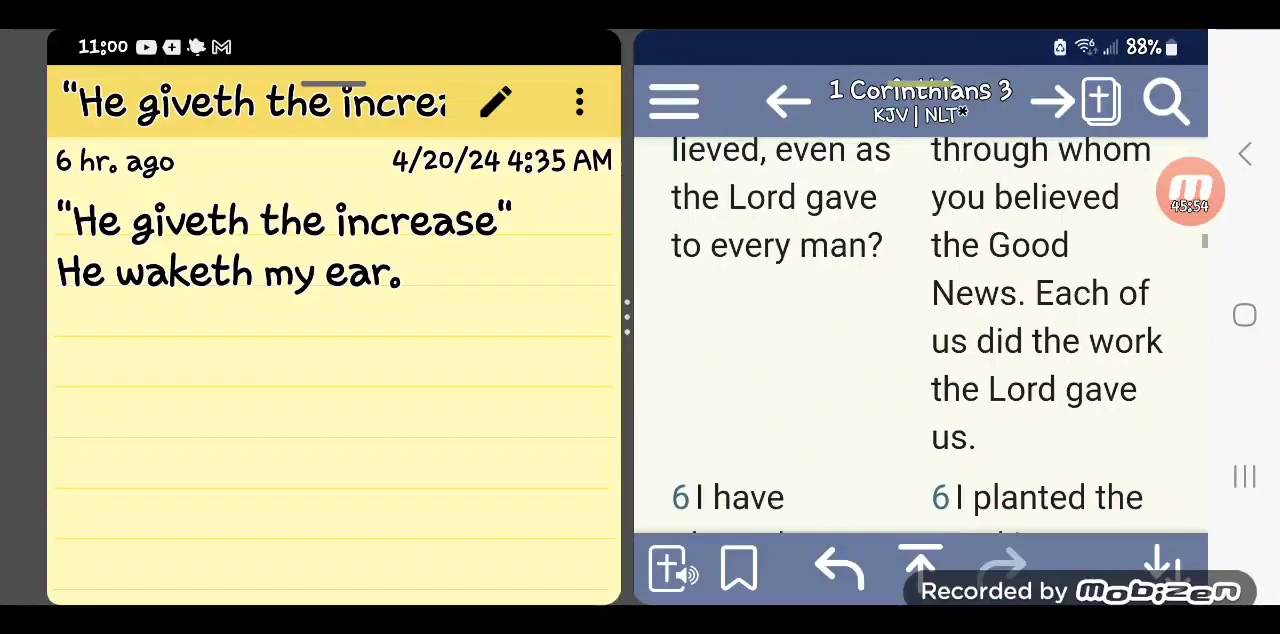 11:00
88%
"He giveth the increa
6 hr. ago
4/20/24 4:35 AM
"He giveth the increase"
He waketh my ear.
1 Corinthians 3
KJV | NLT*
lieved, even as
the Lord gave
to every man?
6 I have
through whom
you believed
the Good
News. Each of
us did the work
the Lord gave
us.
6 I planted the
45:54
Recorded by Mobizen